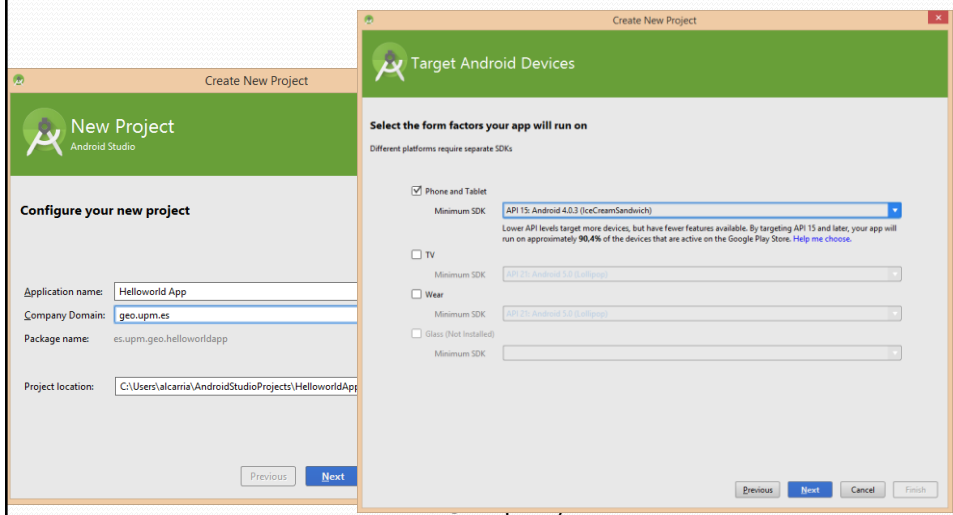 Create New Project
New Project
Android Studio
Configure your new project
Application name: Helloworld App
Company Domain: geo.upm.es
Package name: es.upm.geo.helloworldapp
Project location: C:\Users\alcarria\AndroidStudioProjects\HelloworldApp
Previous Next
Create New Project
Target Android Devices
Select the form factors your app will run on
Different platforms require separate SDKs
Phone and Tablet
Minimum SDK API 15: Android 4.0.3 (IceCreamSandwich)
Lower API levels target more devices, but have fewer features available. By targeting API 15 and later, your app will
run on approximately 90,4% of the devices that are active on the Google Play Store. Help me choose.
TV
Minimum SDK API 21: Android 5.0 (Lollipop)
Wear
Minimum SDK API 21: Android 5.0 (Lollipop)
Glass (Not Installed)
Minimum SDK
Previous Next Cancel Finish